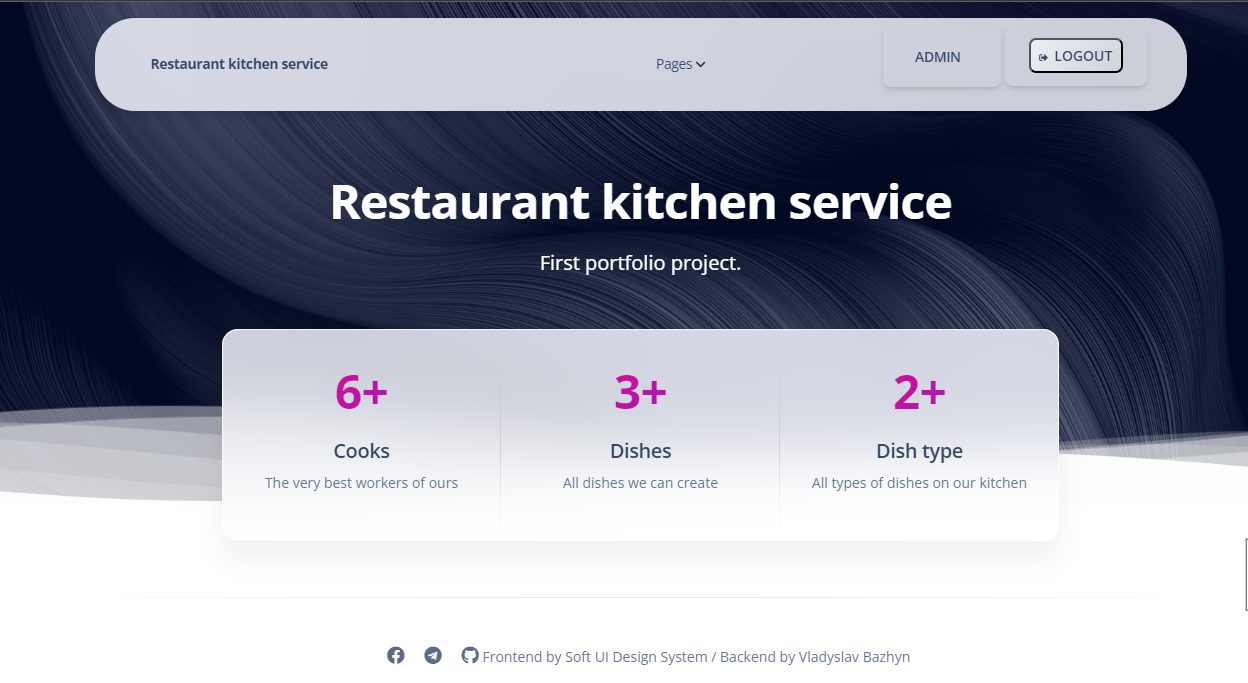 Restaurant kitchen service
Pages
ADMIN
LOGOUT
Restaurant kitchen service
First portfolio project.
6+
Cooks
The very best workers of ours
3+
Dishes
All dishes we can create
2+
Dish type
All types of dishes on our kitchen
Frontend by Soft UI Design System / Backend by Vladyslav Bazhyn